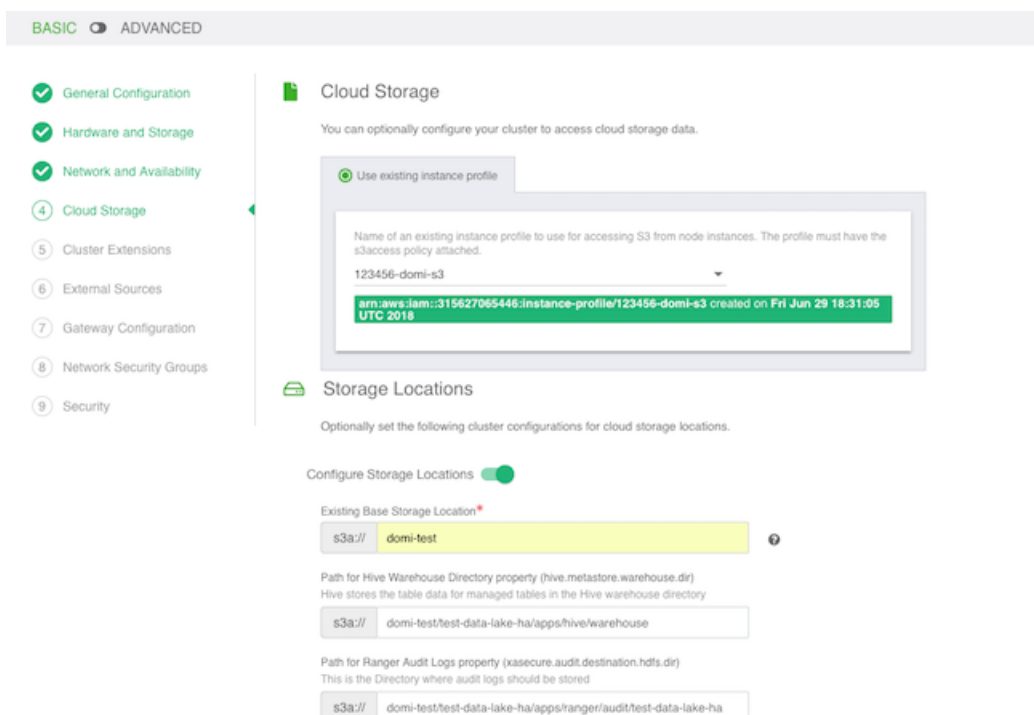 BASIC ADVANCED
General Configuration
Hardware and Storage
Network and Availability
4 Cloud Storage
5 Cluster Extensions
6 External Sources
7 Gateway Configuration
8 Network Security Groups
9 Security
Cloud Storage
You can optionally configure your cluster to access cloud storage data.
Use existing instance profile
Name of an existing instance profile to use for accessing S3 from node instances. The profile must have the
s3access policy attached.
123456-domi-s3
arn:aws:iam::315627065446:instance-profile/123456-domi-s3 created on Fri Jun 29 18:31:05
UTC 2018
Storage Locations
Optionally set the following cluster configurations for cloud storage locations.
Configure Storage Locations
Existing Base Storage Location*
s3a:// domi-test
Path for Hive Warehouse Directory property (hive.metastore.warehouse.dir)
Hive stores the table data for managed tables in the Hive warehouse directory
s3a:// domi-test/test-data-lake-ha/apps/hive/warehouse
Path for Ranger Audit Logs property (xasecure.audit.destination.hdfs.dir)
This is the Directory where audit logs should be stored
s3a:// domi-test/test-data-lake-ha/apps/ranger/audit/test-data-lake-ha